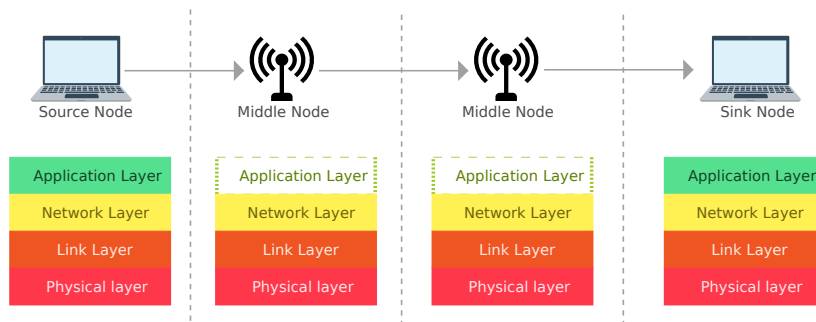 Source Node
Middle Node
Middle Node
Sink Node
Application Layer
Network Layer
Link Layer
Physical layer
Application Layer
Network Layer
Link Layer
Physical layer
Application Layer
Network Layer
Link Layer
Physical layer
Application Layer
Network Layer
Link Layer
Physical layer